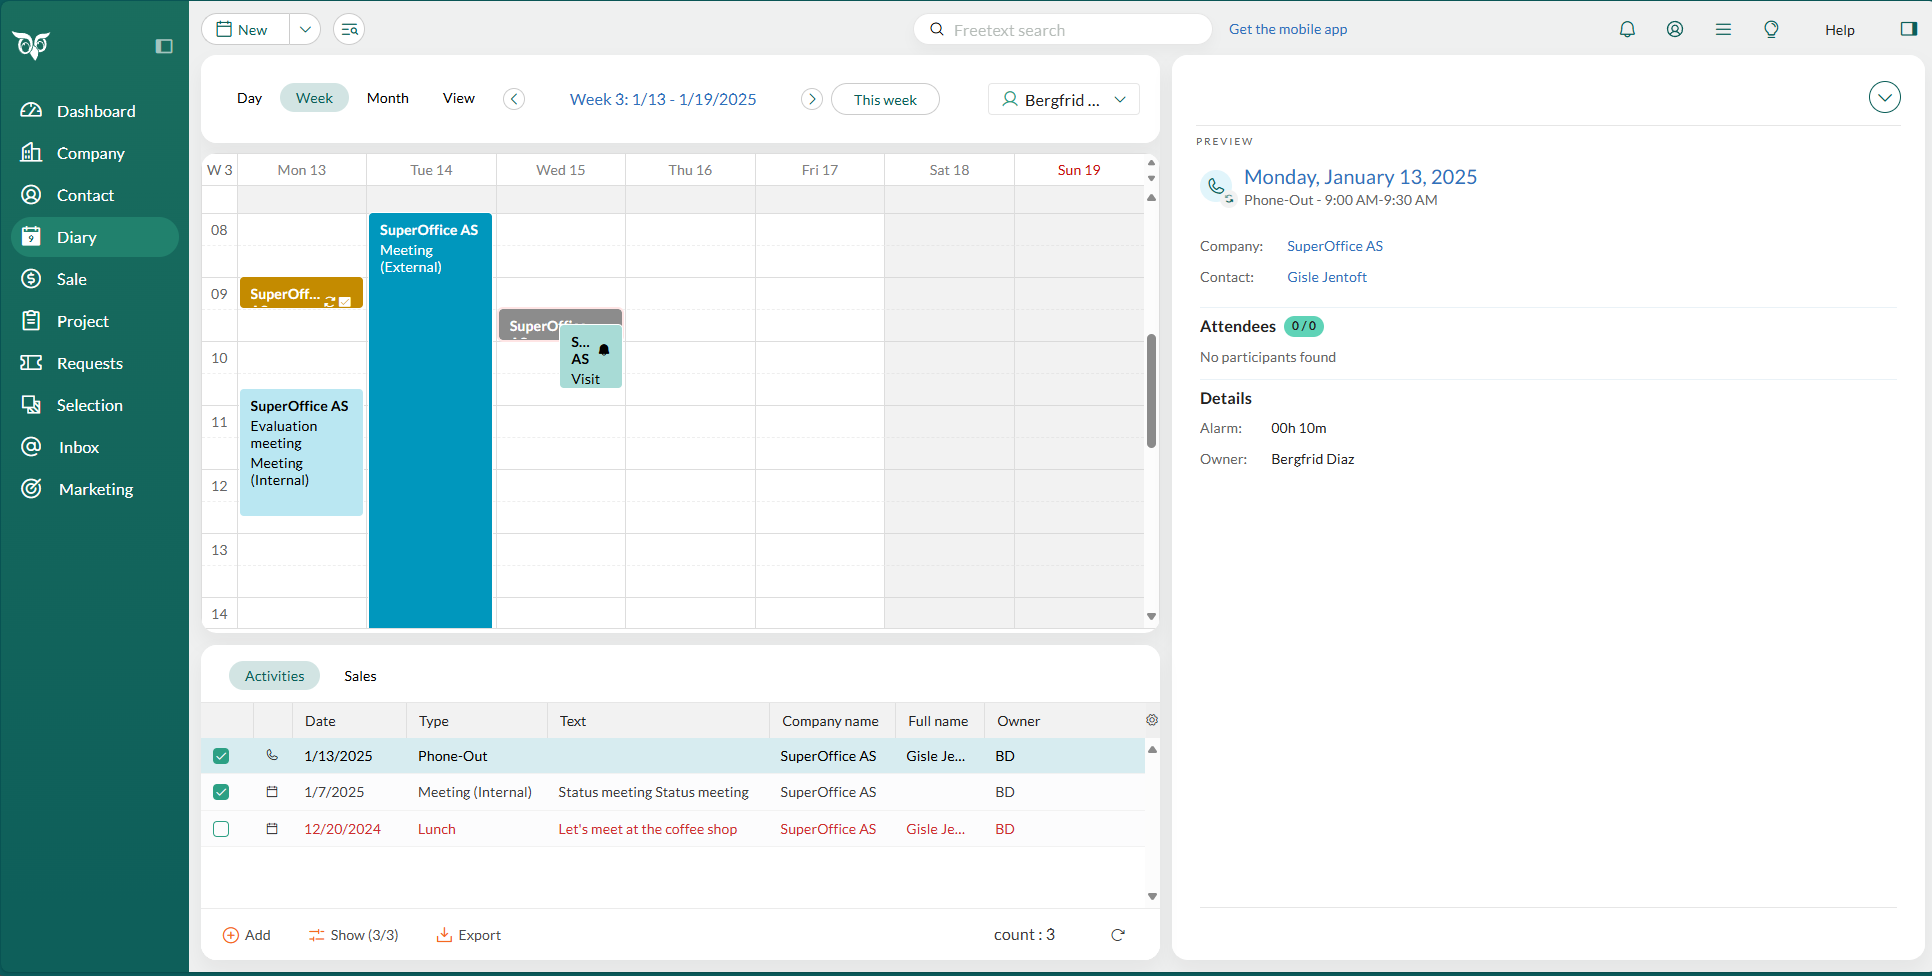 New
Freetext search
Get the mobile app
Help
Dashboard
Company
Contact
9
Diary
Sale
Project
Requests
Selection
Inbox
Marketing
Day
Week
Month
View
Week 3: 1/13 - 1/19/2025
This week
Bergfrid ...
W 3
Mon 13
Tue 14
Wed 15
Thu 16
Fri 17
Sat 18
Sun 19
08
09
10
11
12
13
14
SuperOff...
SuperOffice AS
Evaluation
meeting
Meeting
(Internal)
SuperOffice AS
Meeting
(External)
SuperOffice
S...
AS
Visit
Activities
Sales
Date Type Text Company name Full name Owner
1/13/2025 Phone-Out SuperOffice AS Gisle Je... BD
1/7/2025 Meeting (Internal) Status meeting Status meeting SuperOffice AS BD
12/20/2024 Lunch Let's meet at the coffee shop SuperOffice AS Gisle Je... BD
Add
Show (3/3)
Export
count : 3
PREVIEW
Monday, January 13, 2025
Phone-Out - 9:00 AM-9:30 AM
Company: SuperOffice AS
Contact: Gisle Jentoft
Attendees 0/0
No participants found
Details
Alarm: 00h 10m
Owner: Bergfrid Diaz